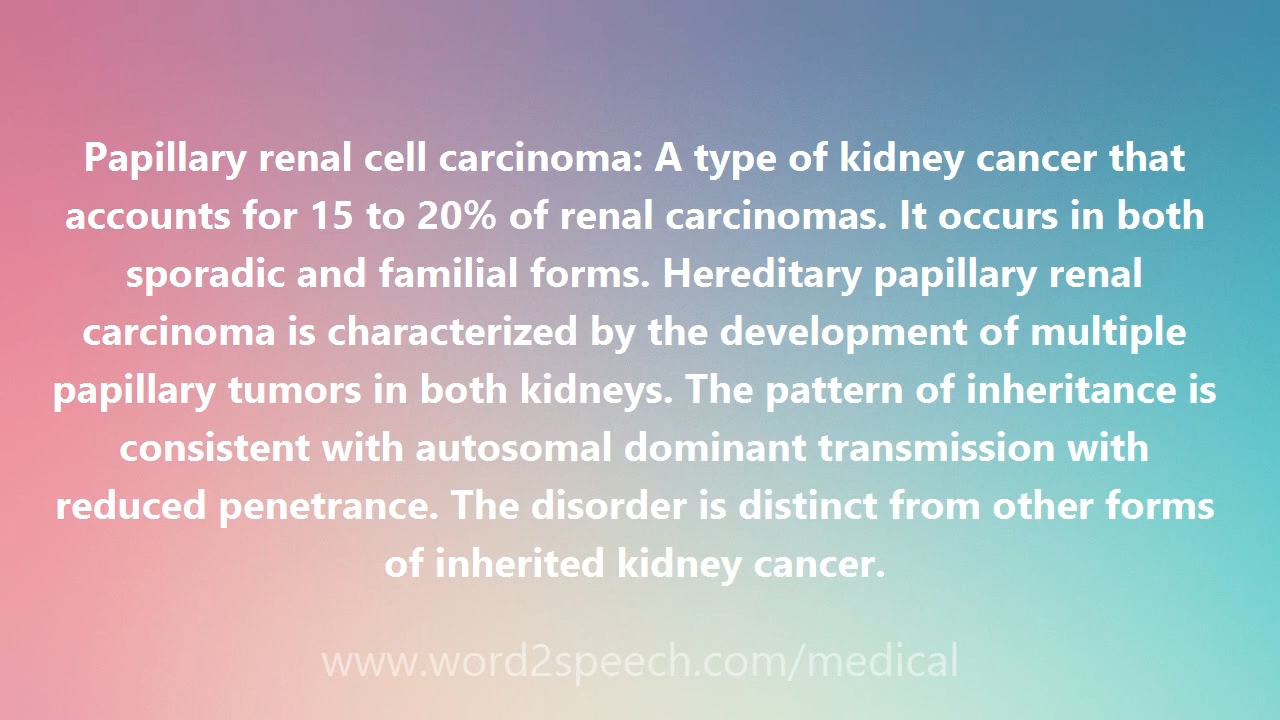 Papillary renal cell carcinoma: A type of kidney cancer that
accounts for 15 to 20% of renal carcinomas. It occurs in both
sporadic and familial forms. Hereditary papillary renal
carcinoma is characterized by the development of multiple
papillary tumors in both kidneys. The pattern of inheritance is
consistent with autosomal dominant transmission with
reduced penetrance. The disorder is distinct from other forms
of inherited kidney cancer.
www.word2speech.com/medical